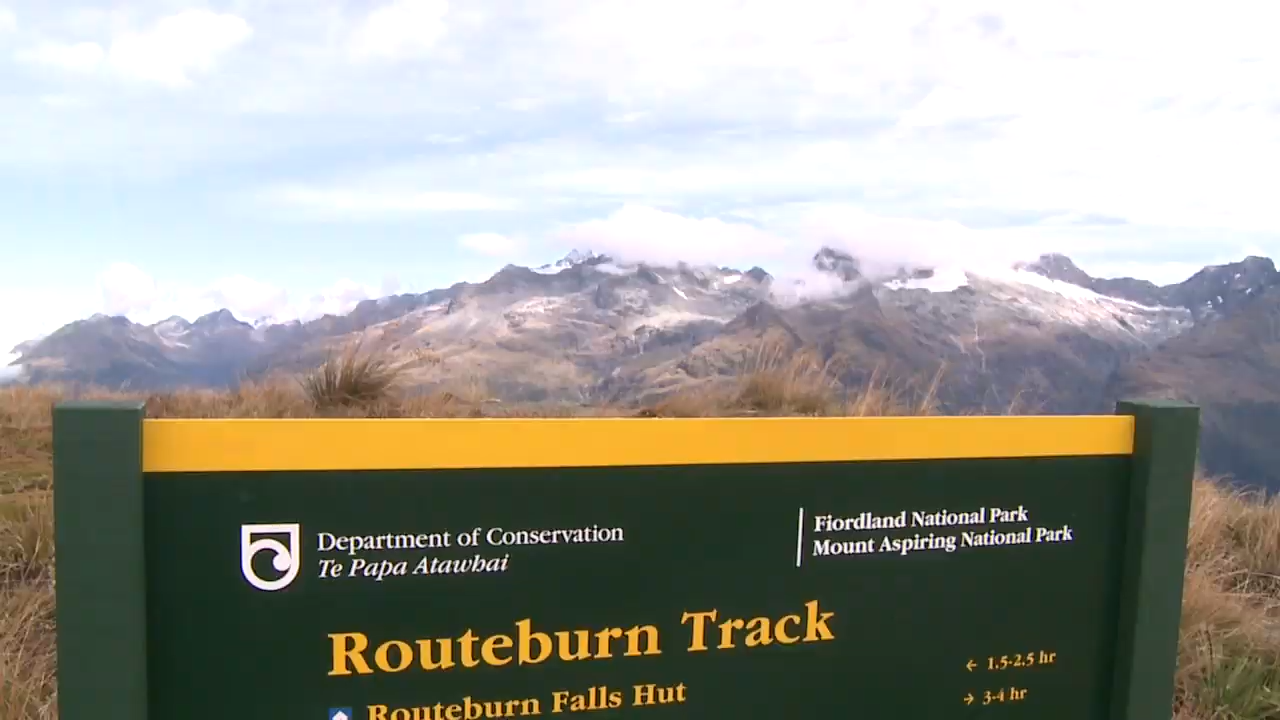 Department of Conservation
Te Papa Atawhai
Fiordland National Park
Mount Aspiring National Park
Routeburn Track
← 1.5-2.5 hr
Routeburn Falls Hut
→ 3-4 hr